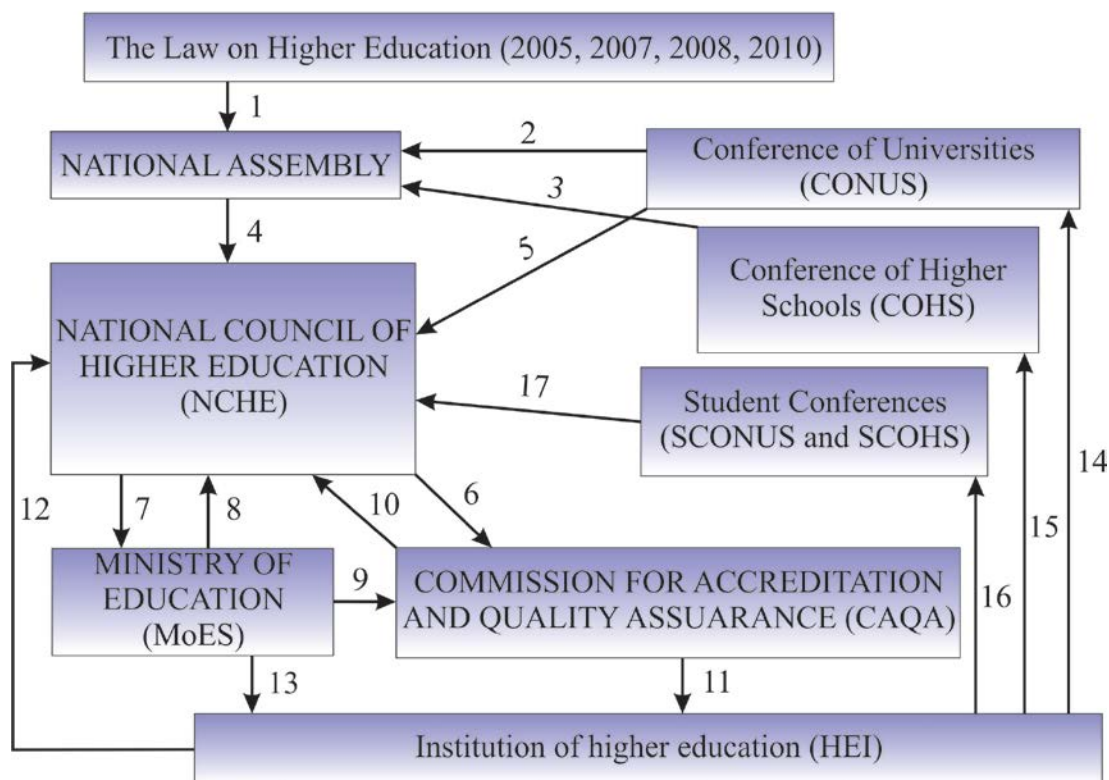 The Law on Higher Education (2005, 2007, 2008, 2010)
1
NATIONAL ASSEMBLY
2
Conference of Universities
(CONUS)
3
4
5
Conference of Higher
Schools (COHS)
NATIONAL COUNCIL OF
HIGHER EDUCATION
(NCHE)
17
Student Conferences
(SCONUS and SCOHS)
14
12
7
8
10
6
15
MINISTRY OF
EDUCATION
(MoES)
9
COMMISSION FOR ACCREDITATION
AND QUALITY ASSUARANCE (CAQA)
16
13
11
Institution of higher education (HEI)